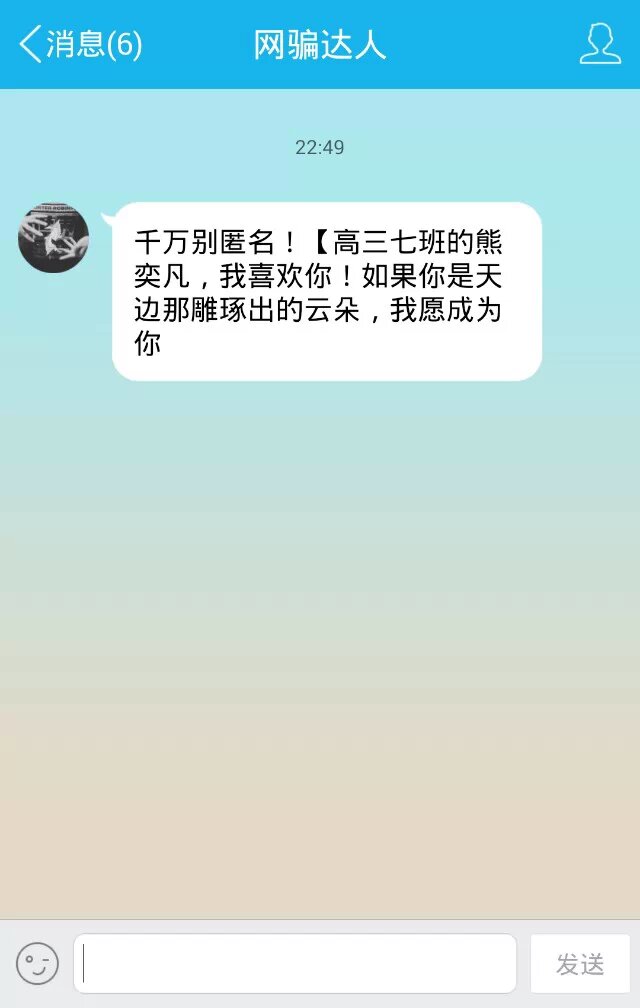 消息(6)
网骗达人
22:49
千万别匿名！【高三七班的熊
奕凡，我喜欢你！如果你是天
边那雕琢出的云朵，我愿成为
你
发送